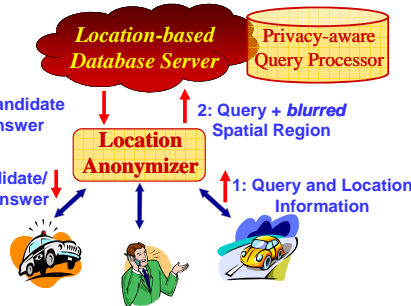 Location-based
Database Server
Privacy-aware
Query Processor
andidate
nswer
2: Query + blurred
Spatial Region
Location
Anonymizer
didate/
nswer
1: Query and Location
Information